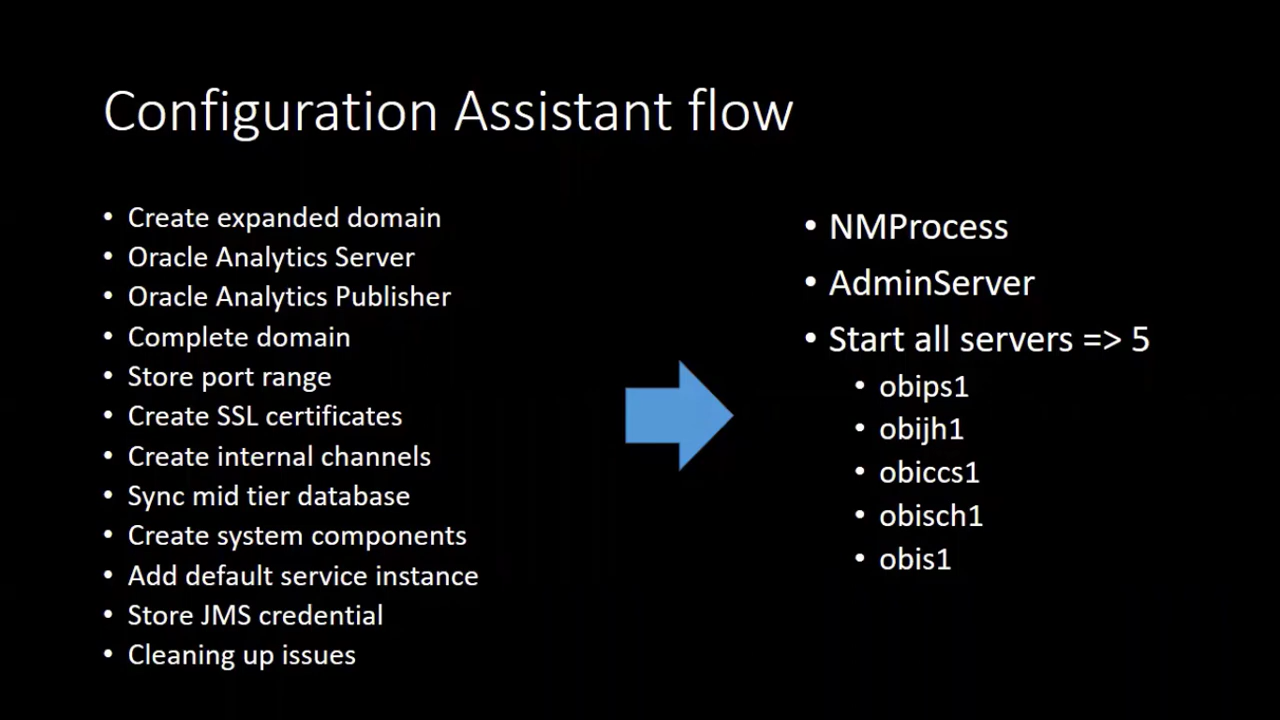 Configuration Assistant flow
• Create expanded domain
• Oracle Analytics Server
• Oracle Analytics Publisher
• Complete domain
• Store port range
• Create SSL certificates
• Create internal channels
• Sync mid tier database
• Create system components
• Add default service instance
• Store JMS credential
• Cleaning up issues
• NMProcess
• AdminServer
• Start all servers => 5
• obips1
• obijh1
• obiccs1
• obisch1
• obis1